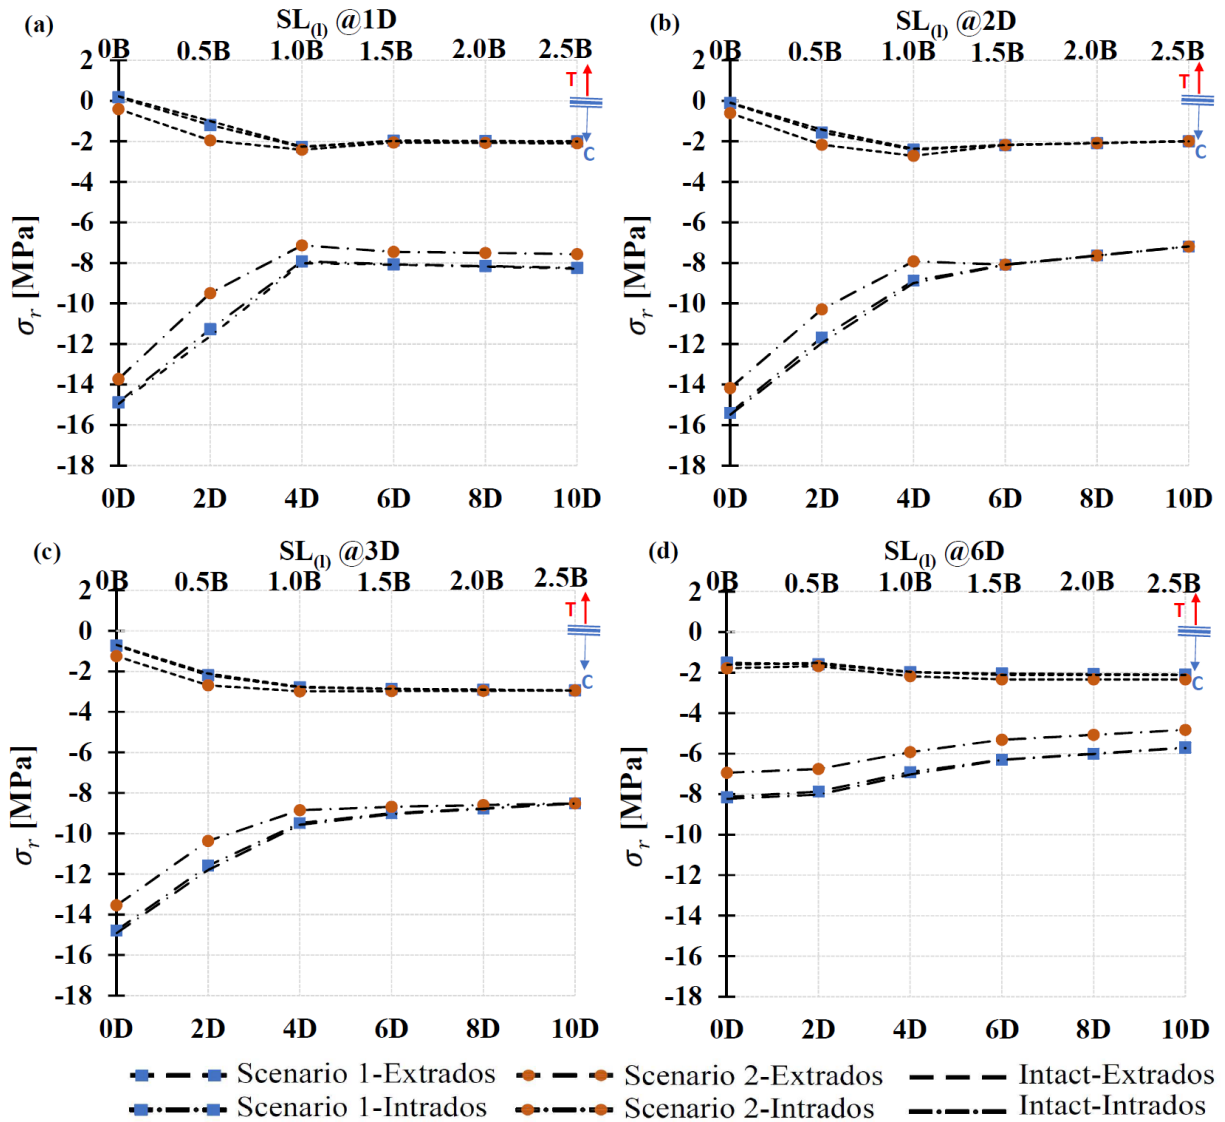 (a) SL(l) @1D
0B 0.5B 1.0B 1.5B 2.0B 2.5B
2
T
0
-2
C
-4
-6
-8
-10
-12
-14
-16
-18
σr [MPa]
0D 2D 4D 6D 8D 10D
(b) SL(l) @2D
0B 0.5B 1.0B 1.5B 2.0B 2.5B
2
T
0
-2
C
-4
-6
-8
-10
-12
-14
-16
-18
σr [MPa]
0D 2D 4D 6D 8D 10D
(c) SL(l) @3D
0B 0.5B 1.0B 1.5B 2.0B 2.5B
2
T
0
-2
C
-4
-6
-8
-10
-12
-14
-16
-18
σr [MPa]
0D 2D 4D 6D 8D 10D
(d) SL(l) @6D
0B 0.5B 1.0B 1.5B 2.0B 2.5B
2
T
0
-2
C
-4
-6
-8
-10
-12
-14
-16
-18
σr [MPa]
0D 2D 4D 6D 8D 10D
Scenario 1-Extrados Scenario 2-Extrados Intact-Extrados
Scenario 1-Intrados Scenario 2-Intrados Intact-Intrados